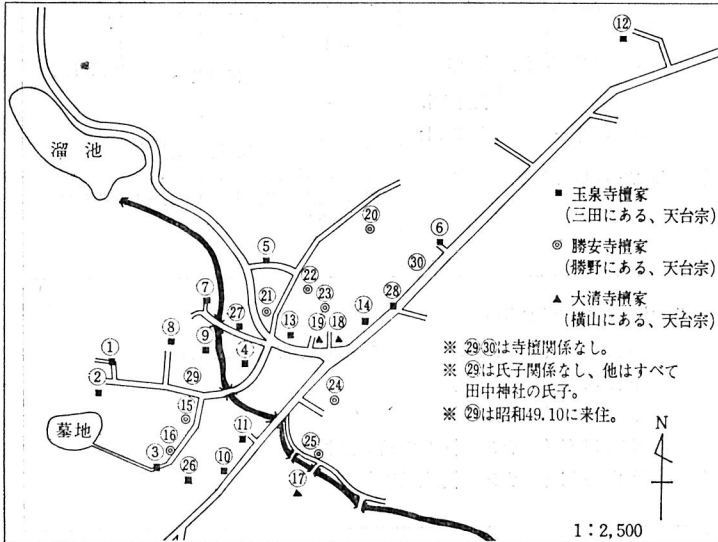 ⑫
溜 池
■ 玉泉寺檀家
(三田にある、天台宗)
◎ 勝安寺檀家
(勝野にある、天台宗)
▲ 大清寺檀家
(横山にある、天台宗)
※ ㉙㉚は寺檀関係なし。
※ ㉙は氏子関係なし、他はすべて
田中神社の氏子。
※ ㉙は昭和49.10に来住。
⑳
⑥
⑤
㉚
㉒
⑦
㉑
㉓
㉘
㉗
⑬
⑲
⑱
⑭
⑧
⑨
④
①
②
㉙
㉔
⑮
墓地
⑯
⑪
㉕
③
㉖
⑩
⑰
N
1:2,500